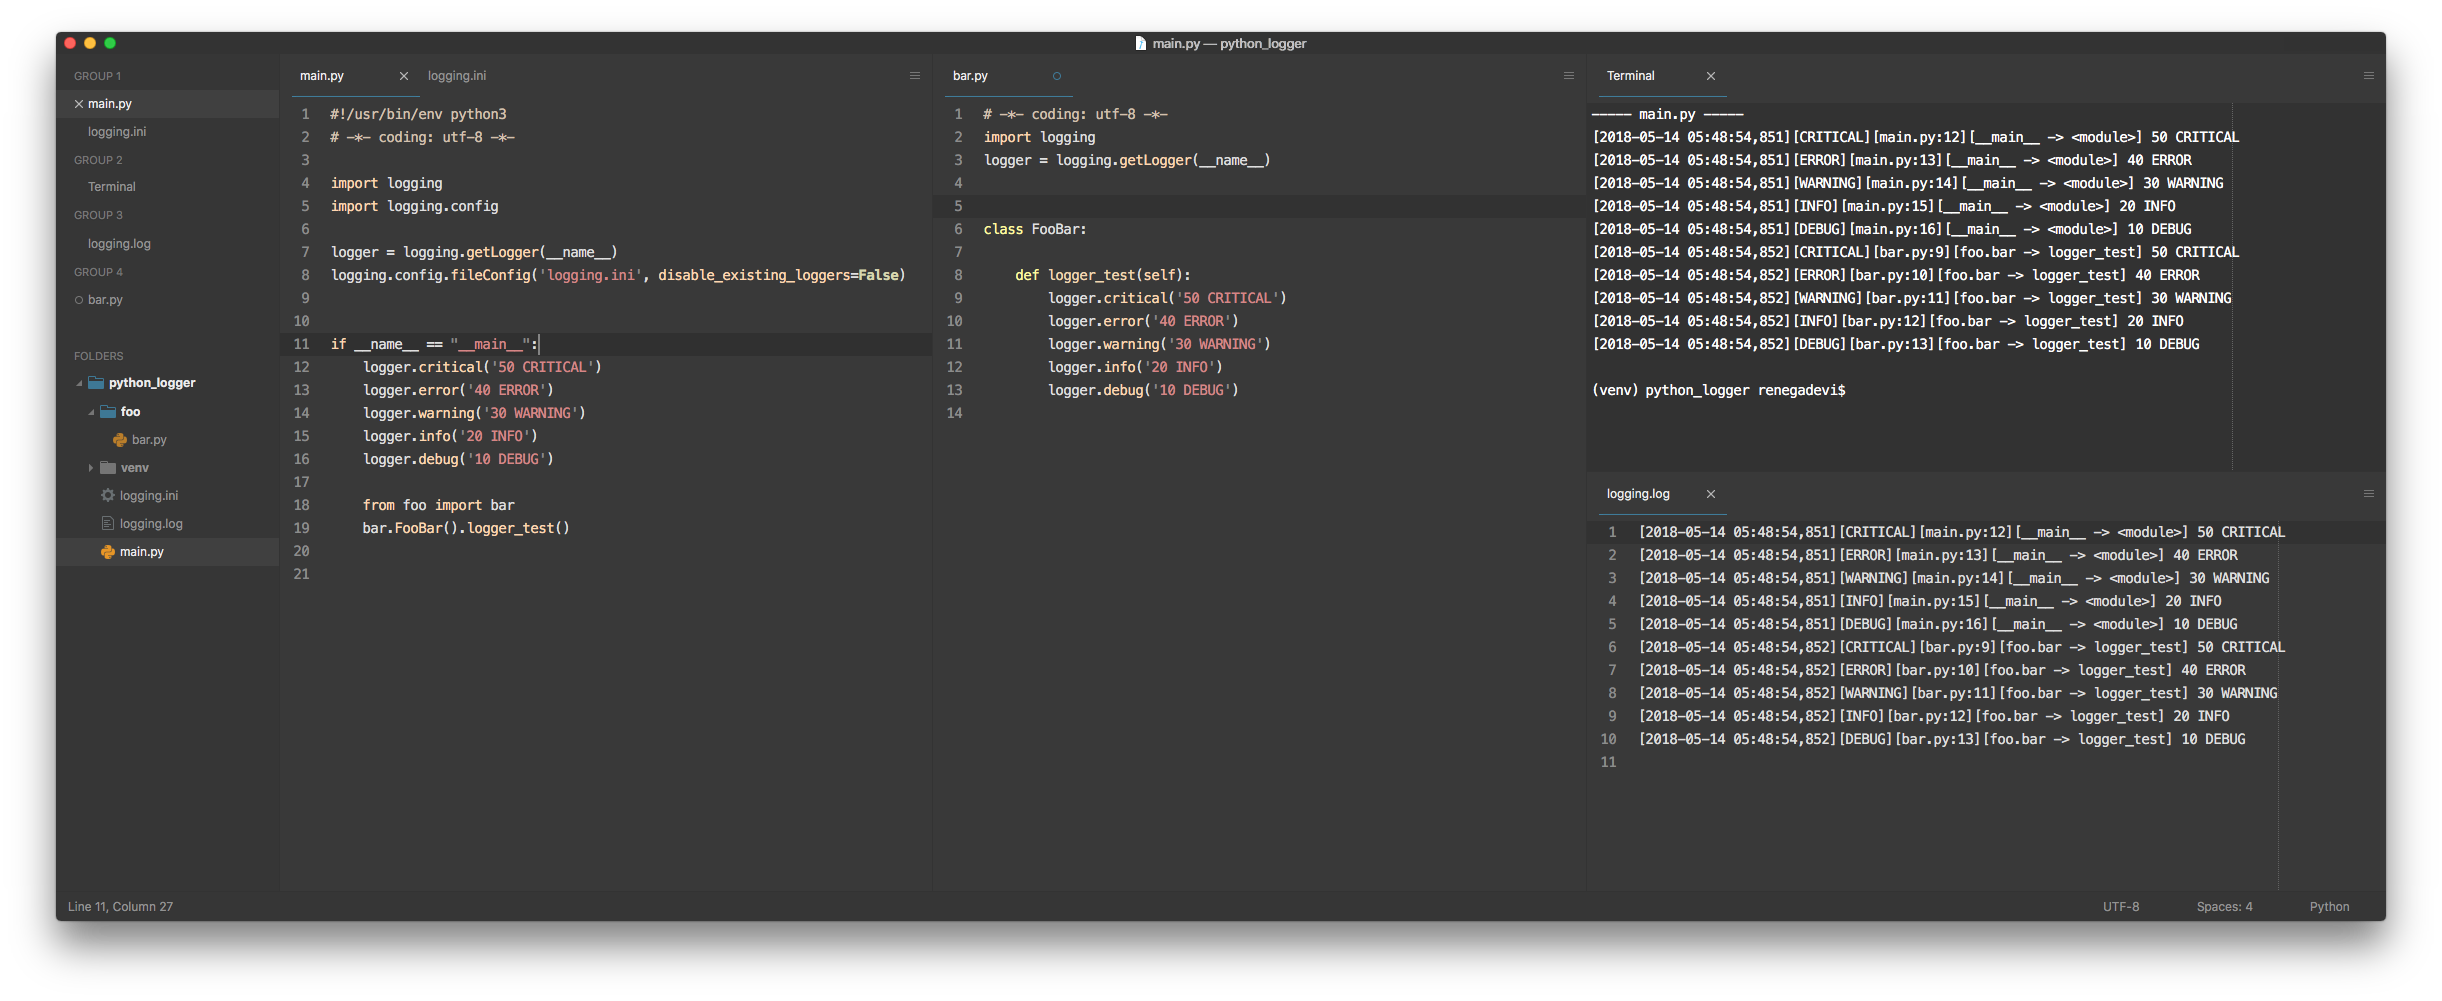 main.py — python_logger
GROUP 1
main.py
logging.ini
GROUP 2
Terminal
GROUP 3
logging.log
GROUP 4
bar.py
FOLDERS
python_logger
foo
bar.py
venv
logging.ini
logging.log
main.py
main.py
logging.ini
1 #!/usr/bin/env python3
2 # -*- coding: utf-8 -*-
3
4 import logging
5 import logging.config
6
7 logger = logging.getLogger(__name__)
8 logging.config.fileConfig('logging.ini', disable_existing_loggers=False)
9
10
11 if __name__ == "__main__":
12     logger.critical('50 CRITICAL')
13     logger.error('40 ERROR')
14     logger.warning('30 WARNING')
15     logger.info('20 INFO')
16     logger.debug('10 DEBUG')
17
18     from foo import bar
19     bar.FooBar().logger_test()
20
21
bar.py
1 # -*- coding: utf-8 -*-
2 import logging
3 logger = logging.getLogger(__name__)
4
5
6 class FooBar:
7
8     def logger_test(self):
9         logger.critical('50 CRITICAL')
10         logger.error('40 ERROR')
11         logger.warning('30 WARNING')
12         logger.info('20 INFO')
13         logger.debug('10 DEBUG')
14
Terminal
----- main.py -----
[2018-05-14 05:48:54,851][CRITICAL][main.py:12][__main__ -> <module>] 50 CRITICAL
[2018-05-14 05:48:54,851][ERROR][main.py:13][__main__ -> <module>] 40 ERROR
[2018-05-14 05:48:54,851][WARNING][main.py:14][__main__ -> <module>] 30 WARNING
[2018-05-14 05:48:54,851][INFO][main.py:15][__main__ -> <module>] 20 INFO
[2018-05-14 05:48:54,851][DEBUG][main.py:16][__main__ -> <module>] 10 DEBUG
[2018-05-14 05:48:54,852][CRITICAL][bar.py:9][foo.bar -> logger_test] 50 CRITICAL
[2018-05-14 05:48:54,852][ERROR][bar.py:10][foo.bar -> logger_test] 40 ERROR
[2018-05-14 05:48:54,852][WARNING][bar.py:11][foo.bar -> logger_test] 30 WARNING
[2018-05-14 05:48:54,852][INFO][bar.py:12][foo.bar -> logger_test] 20 INFO
[2018-05-14 05:48:54,852][DEBUG][bar.py:13][foo.bar -> logger_test] 10 DEBUG
(venv) python_logger renegadevi$
logging.log
1 [2018-05-14 05:48:54,851][CRITICAL][main.py:12][__main__ -> <module>] 50 CRITICAL
2 [2018-05-14 05:48:54,851][ERROR][main.py:13][__main__ -> <module>] 40 ERROR
3 [2018-05-14 05:48:54,851][WARNING][main.py:14][__main__ -> <module>] 30 WARNING
4 [2018-05-14 05:48:54,851][INFO][main.py:15][__main__ -> <module>] 20 INFO
5 [2018-05-14 05:48:54,851][DEBUG][main.py:16][__main__ -> <module>] 10 DEBUG
6 [2018-05-14 05:48:54,852][CRITICAL][bar.py:9][foo.bar -> logger_test] 50 CRITICAL
7 [2018-05-14 05:48:54,852][ERROR][bar.py:10][foo.bar -> logger_test] 40 ERROR
8 [2018-05-14 05:48:54,852][WARNING][bar.py:11][foo.bar -> logger_test] 30 WARNING
9 [2018-05-14 05:48:54,852][INFO][bar.py:12][foo.bar -> logger_test] 20 INFO
10 [2018-05-14 05:48:54,852][DEBUG][bar.py:13][foo.bar -> logger_test] 10 DEBUG
11
Line 11, Column 27
UTF-8
Spaces: 4
Python